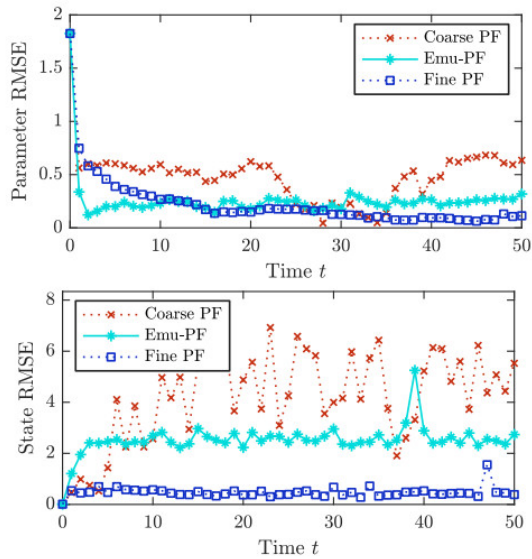 2
1.5
1
0.5
0
Parameter RMSE
Coarse PF
Emu-PF
Fine PF
0 10 20 30 40 50
Time t
8
6
4
2
0
State RMSE
Coarse PF
Emu-PF
Fine PF
0 10 20 30 40 50
Time t